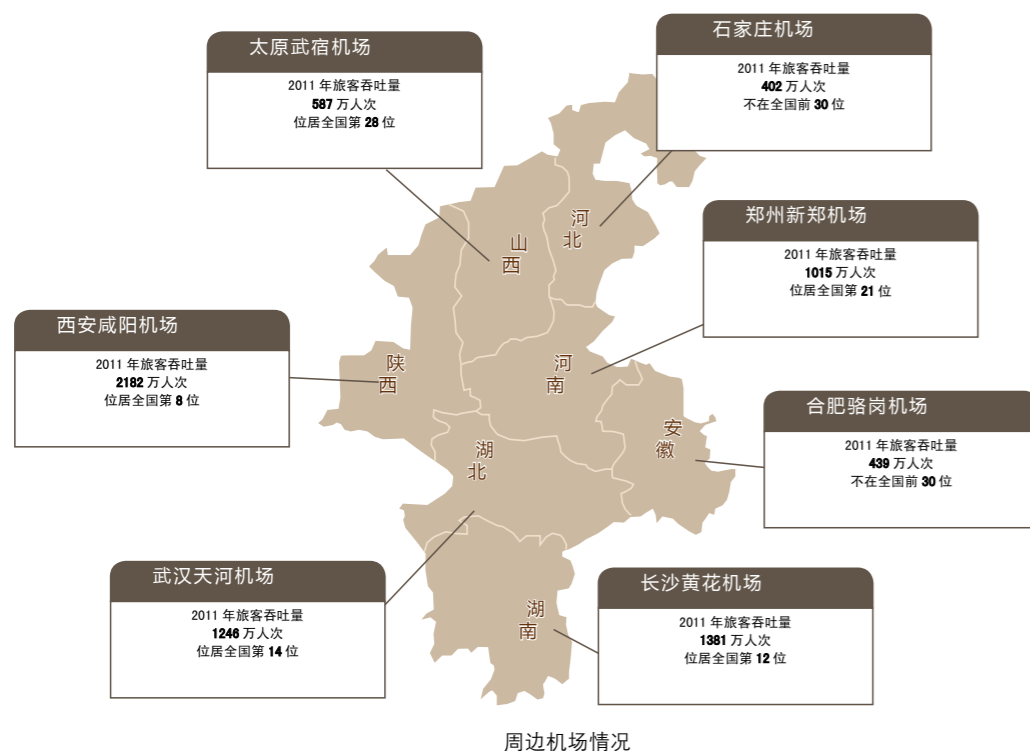 太原武宿机场
2011 年旅客吞吐量
587 万人次
位居全国第 28 位
石家庄机场
2011 年旅客吞吐量
402 万人次
不在全国前 30 位
郑州新郑机场
2011 年旅客吞吐量
1015 万人次
位居全国第 21 位
西安咸阳机场
2011 年旅客吞吐量
2182 万人次
位居全国第 8 位
合肥骆岗机场
2011 年旅客吞吐量
439 万人次
不在全国前 30 位
武汉天河机场
2011 年旅客吞吐量
1246 万人次
位居全国第 14 位
长沙黄花机场
2011 年旅客吞吐量
1381 万人次
位居全国第 12 位
河北
山西
陕西
河南
安徽
湖北
湖南
周边机场情况